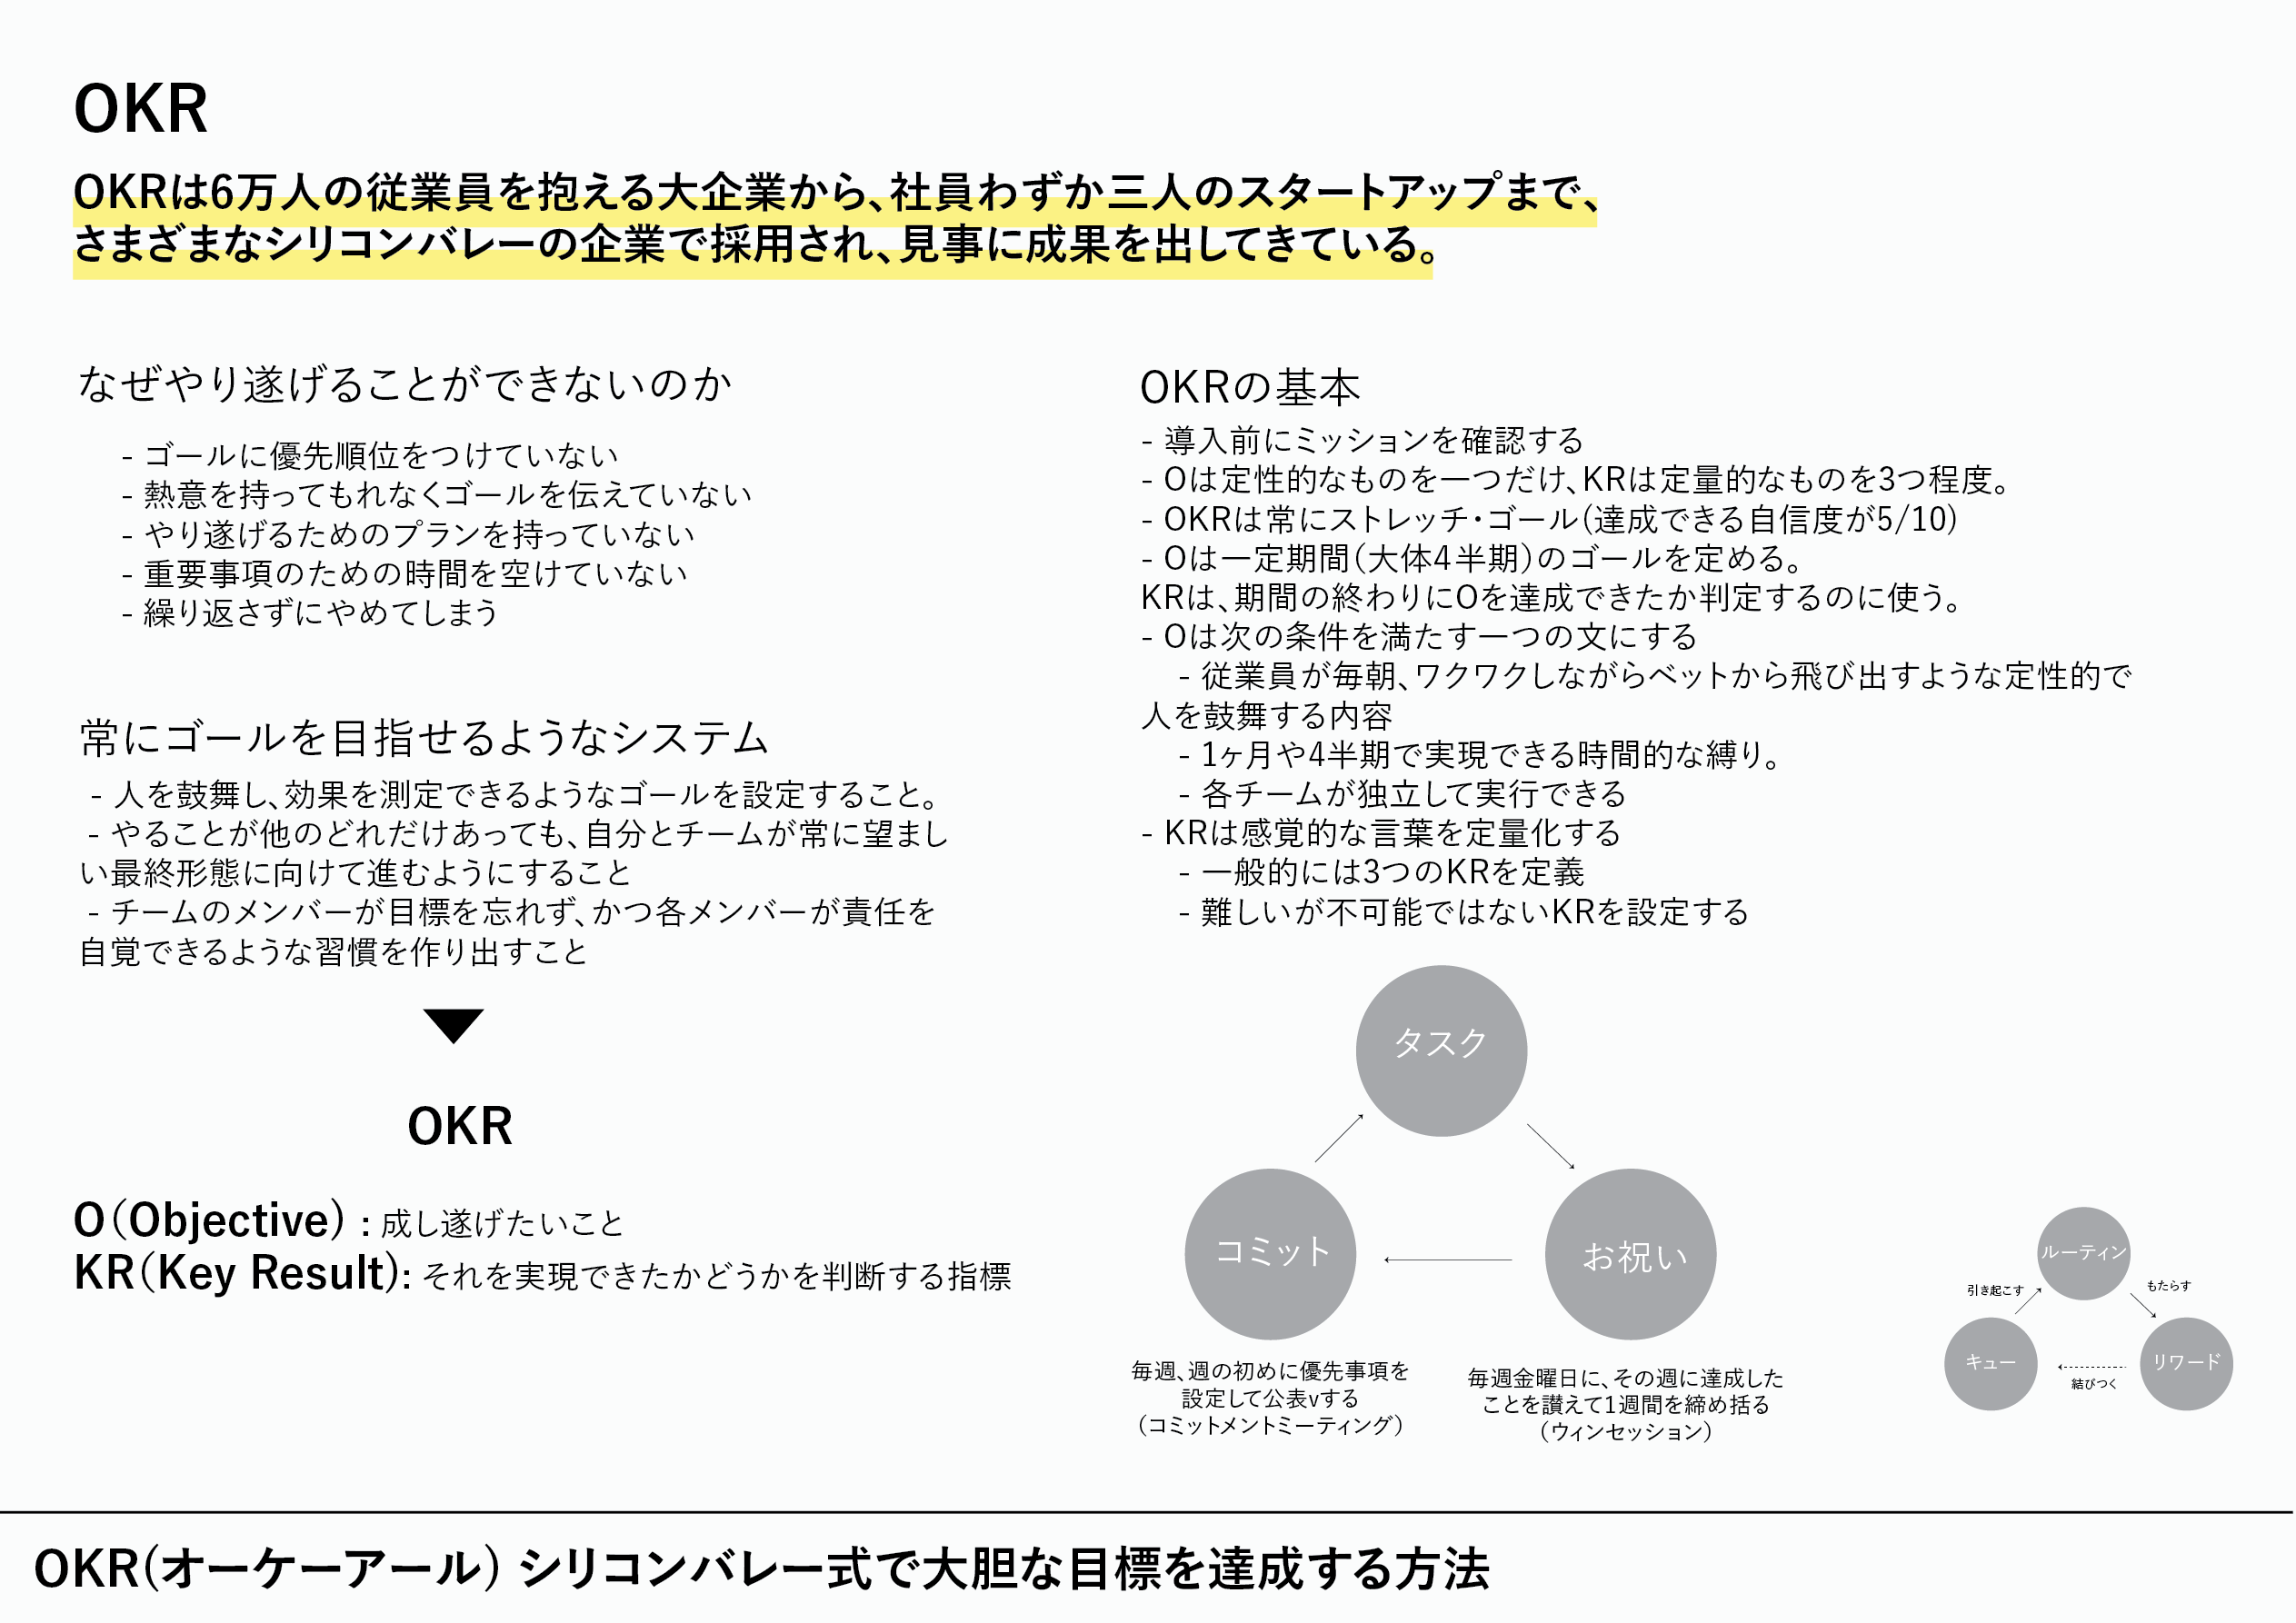 OKR
OKRは6万人の従業員を抱える大企業から、社員わずか三人のスタートアップまで、
さまざまなシリコンバレーの企業で採用され、見事に成果を出してきている。
なぜやり遂げることができないのか
- ゴールに優先順位をつけていない
- 熱意を持ってもれなくゴールを伝えていない
- やり遂げるためのプランを持っていない
- 重要事項のための時間を空けていない
- 繰り返さずにやめてしまう
常にゴールを目指せるようなシステム
- 人を鼓舞し、効果を測定できるようなゴールを設定すること。
- やることが他のどれだけあっても、自分とチームが常に望まし
い最終形態に向けて進むようにすること
- チームのメンバーが目標を忘れず、かつ各メンバーが責任を
自覚できるような習慣を作り出すこと
OKR
O(Objective) : 成し遂げたいこと
KR(Key Result): それを実現できたかどうかを判断する指標
OKRの基本
- 導入前にミッションを確認する
- Oは定性的なものを一つだけ、KRは定量的なものを3つ程度。
- OKRは常にストレッチ・ゴール(達成できる自信度が5/10)
- Oは一定期間(大体4半期)のゴールを定める。
KRは、期間の終わりにOを達成できたか判定するのに使う。
- Oは次の条件を満たす一つの文にする
- 従業員が毎朝、ワクワクしながらベットから飛び出すような定性的で
人を鼓舞する内容
- 1ヶ月や4半期で実現できる時間的な縛り。
- 各チームが独立して実行できる
- KRは感覚的な言葉を定量化する
- 一般的には3つのKRを定義
- 難しいが不可能ではないKRを設定する
タスク
コミット
お祝い
毎週、週の初めに優先事項を
設定して公表vする
(コミットメントミーティング)
毎週金曜日に、その週に達成した
ことを讃えて1週間を締め括る
(ウィンセッション)
ルーティン
引き起こす
もたらす
キュー
リワード
結びつく
OKR(オーケーアール) シリコンバレー式で大胆な目標を達成する方法